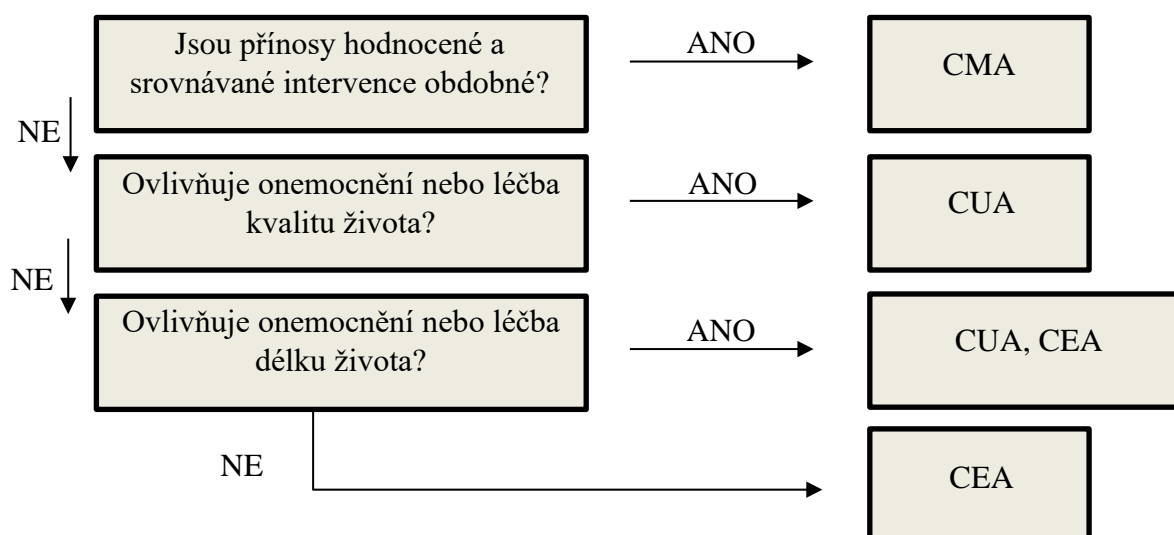 Jsou přínosy hodnocené a
srovnávané intervence obdobné?
ANO
CMA
NE
Ovlivňuje onemocnění nebo léčba
kvalitu života?
ANO
CUA
NE
Ovlivňuje onemocnění nebo léčba
délku života?
ANO
CUA, CEA
NE
CEA